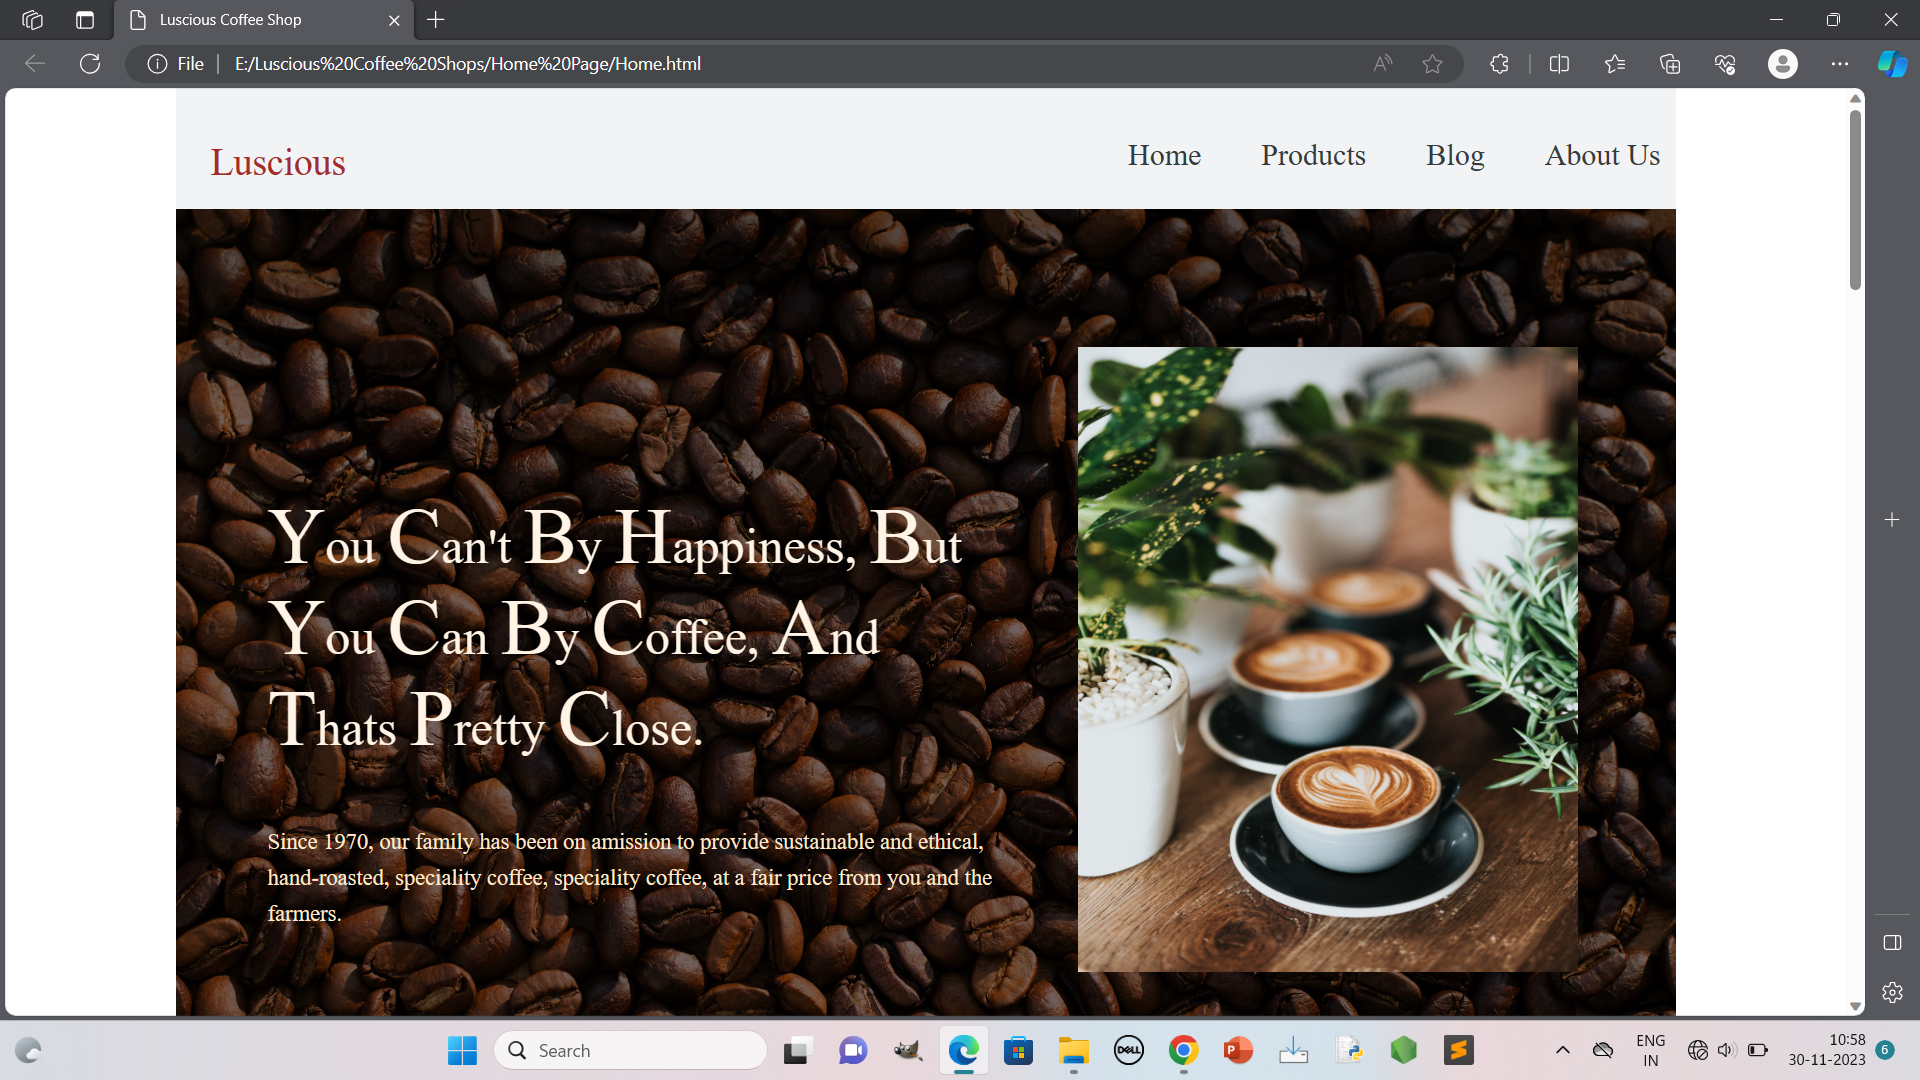 Luscious Coffee Shop
File
E:/Luscious%20Coffee%20Shops/Home%20Page/Home.html
Luscious
Home Products Blog About Us
You Can't By Happiness, But
You Can By Coffee, And
Thats Pretty Close.
Since 1970, our family has been on amission to provide sustainable and ethical,
hand-roasted, speciality coffee, speciality coffee, at a fair price from you and the
farmers.
Search
DELL
P
ENG
IN
10:58
30-11-2023
6